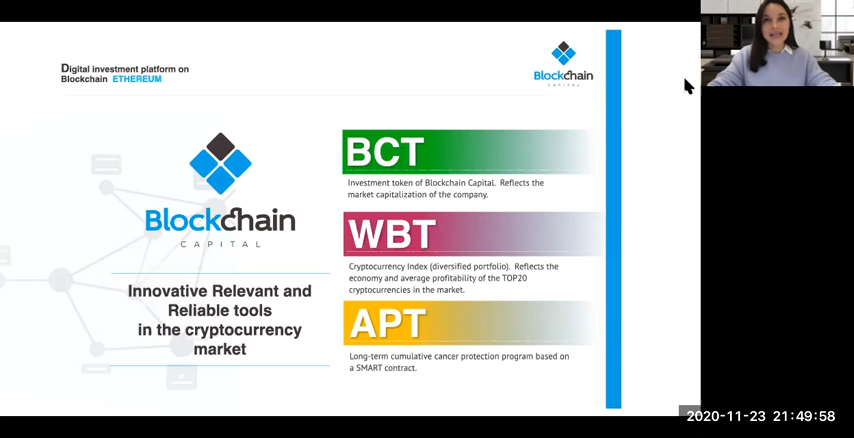 Digital investment platform on
Blockchain ETHEREUM
Blockchain
CAPITAL
Blockchain
CAPITAL
Innovative Relevant and
Reliable tools
in the cryptocurrency
market
BCT
Investment token of Blockchain Capital. Reflects the
market capitalization of the company.
WBT
Cryptocurrency Index (diversified portfolio). Reflects the
economy and average profitability of the TOP20
cryptocurrencies in the market.
APT
Long-term cumulative cancer protection program based on
a SMART contract.
2020-11-23 21:49:58